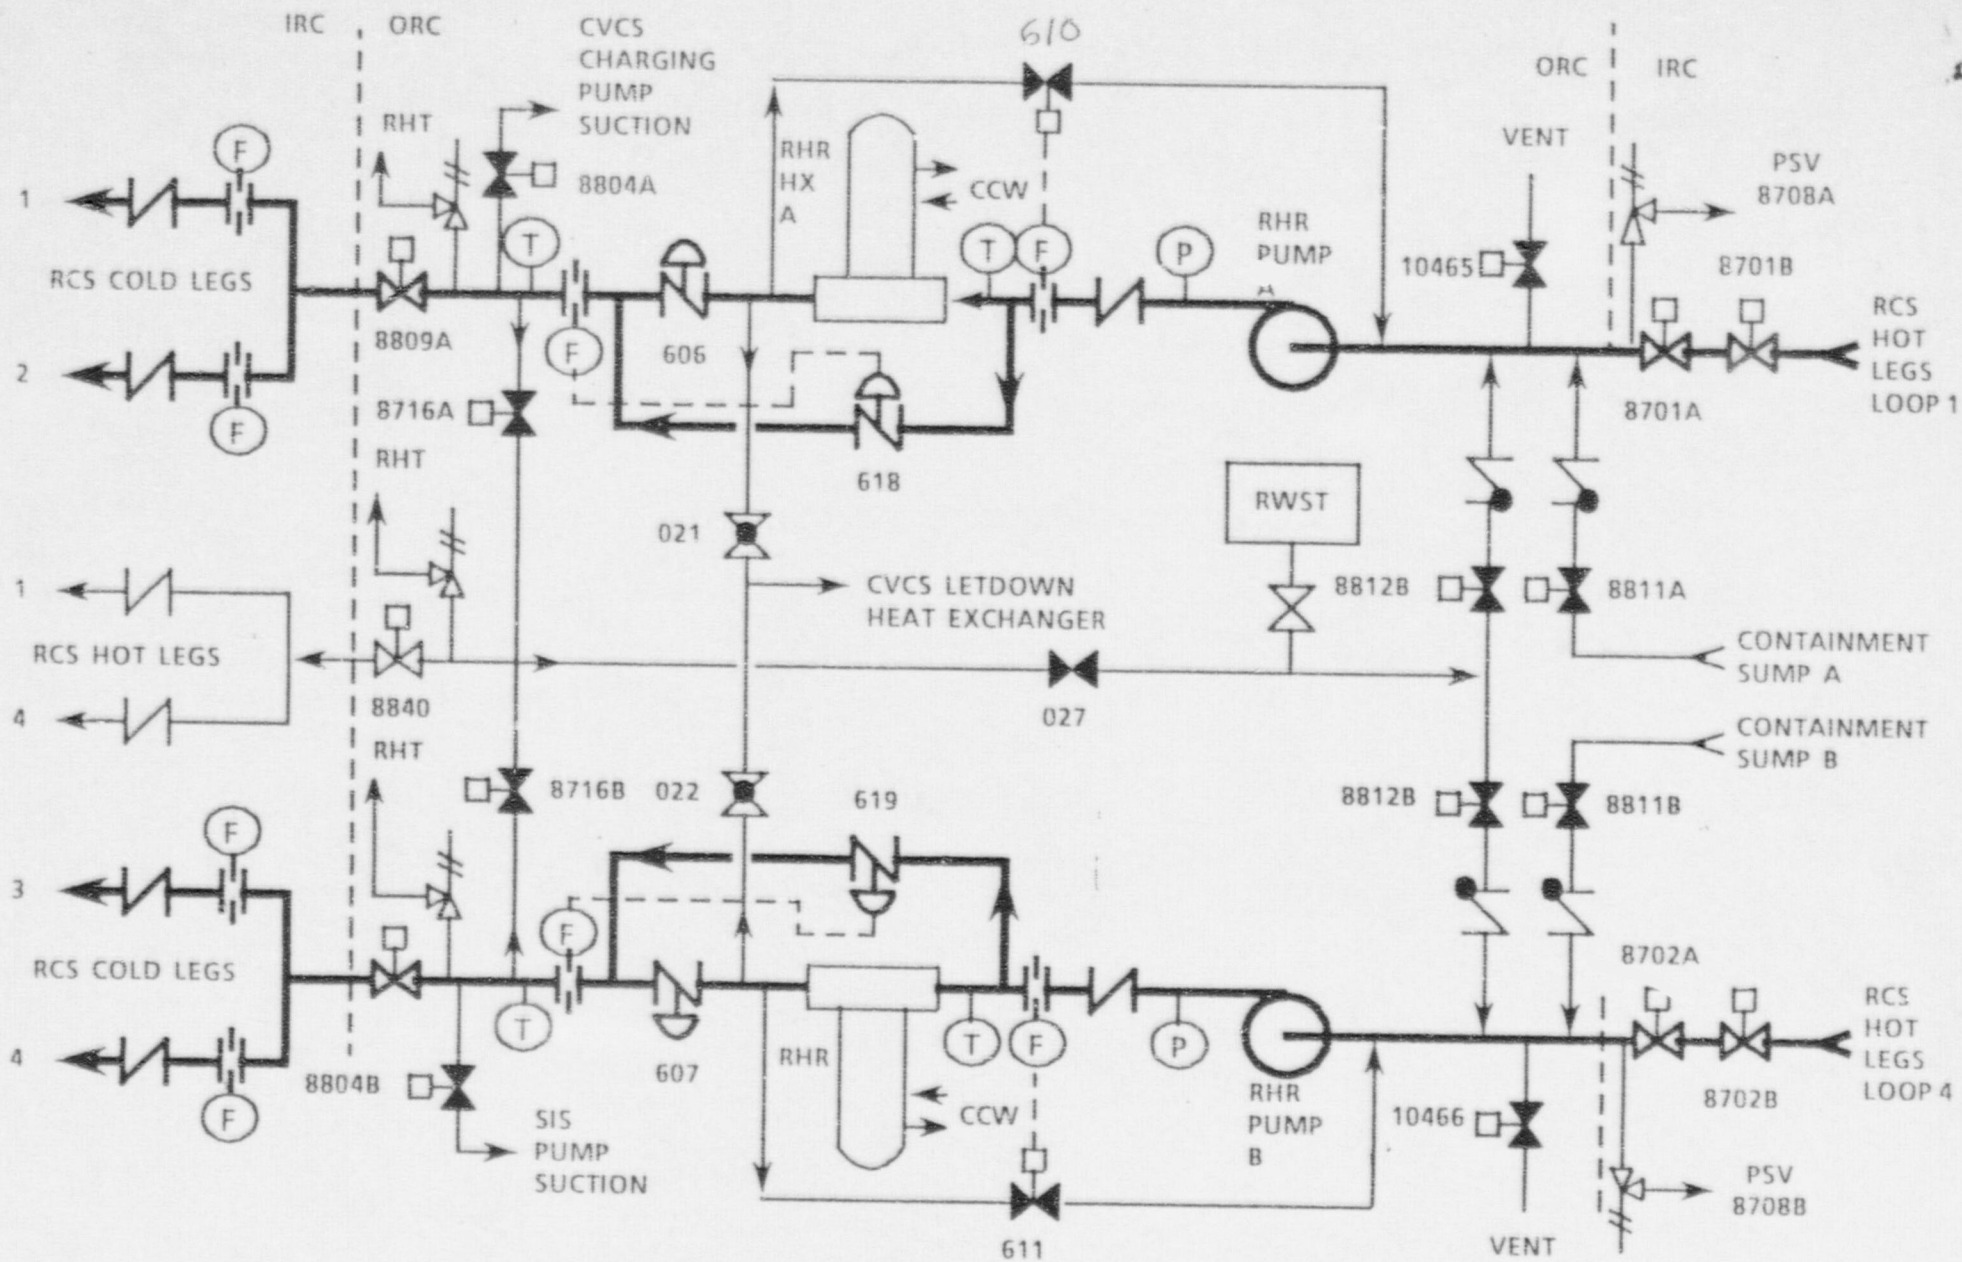 IRC
ORC
CVCS
CHARGING
PUMP
SUCTION
610
ORC
IRC
RHT
8804A
RHR
HX
A
CCW
VENT
PSV
8708A
F
1
T
T
F
P
RHR
PUMP
A
10465
8701B
RCS COLD LEGS
RCS
HOT
LEGS
LOOP 1
8809A
F
606
2
8716A
8701A
F
RHT
618
RWST
021
1
CVCS LETDOWN
HEAT EXCHANGER
8812B
8811A
RCS HOT LEGS
CONTAINMENT
SUMP A
8840
027
4
RHT
CONTAINMENT
SUMP B
8716B
022
619
8812B
8811B
F
3
F
8702A
RCS COLD LEGS
RCS
HOT
LEGS
LOOP 4
T
T
F
P
4
8804B
607
RHR
CCW
RHR
PUMP
B
10466
8702B
F
SIS
PUMP
SUCTION
PSV
8708B
611
VENT